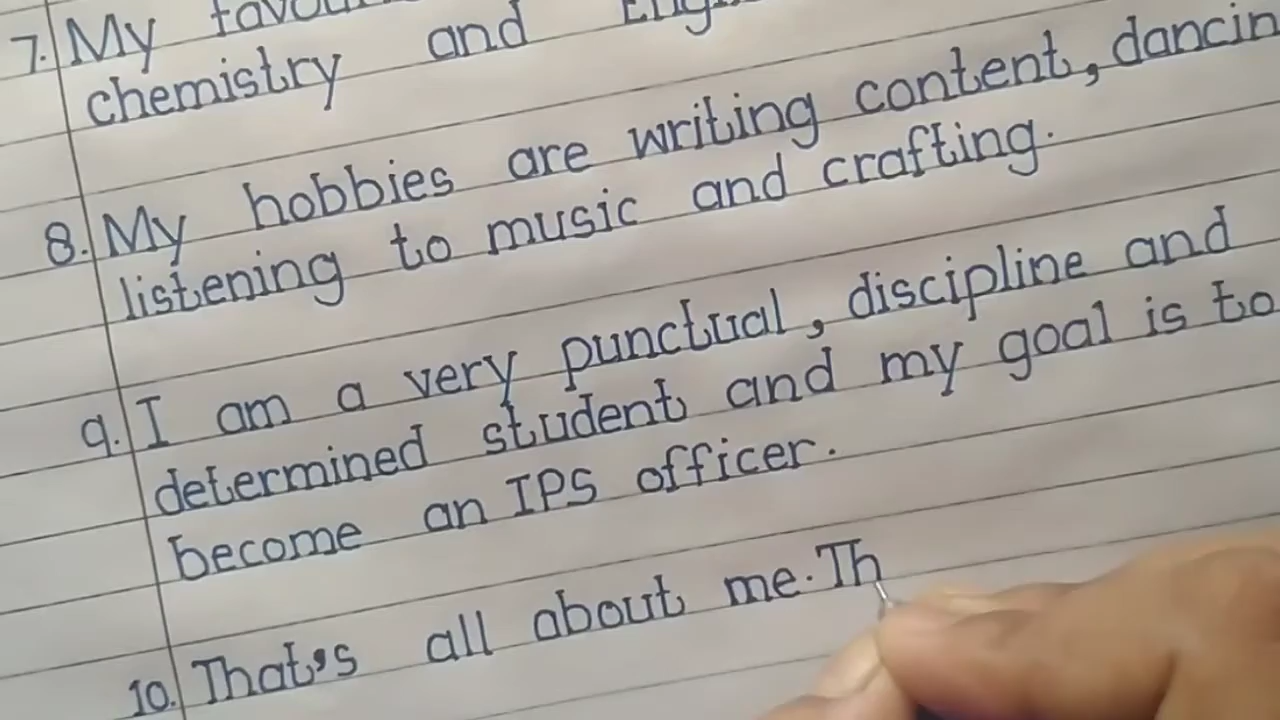 7. My favou
chemistry and Eng
8. My hobbies are writing content, dancin
listening to music and crafting.
9. I am a very punctual, discipline and
determined student and my goal is to
become an IPS officer.
10. That's all about me. Th